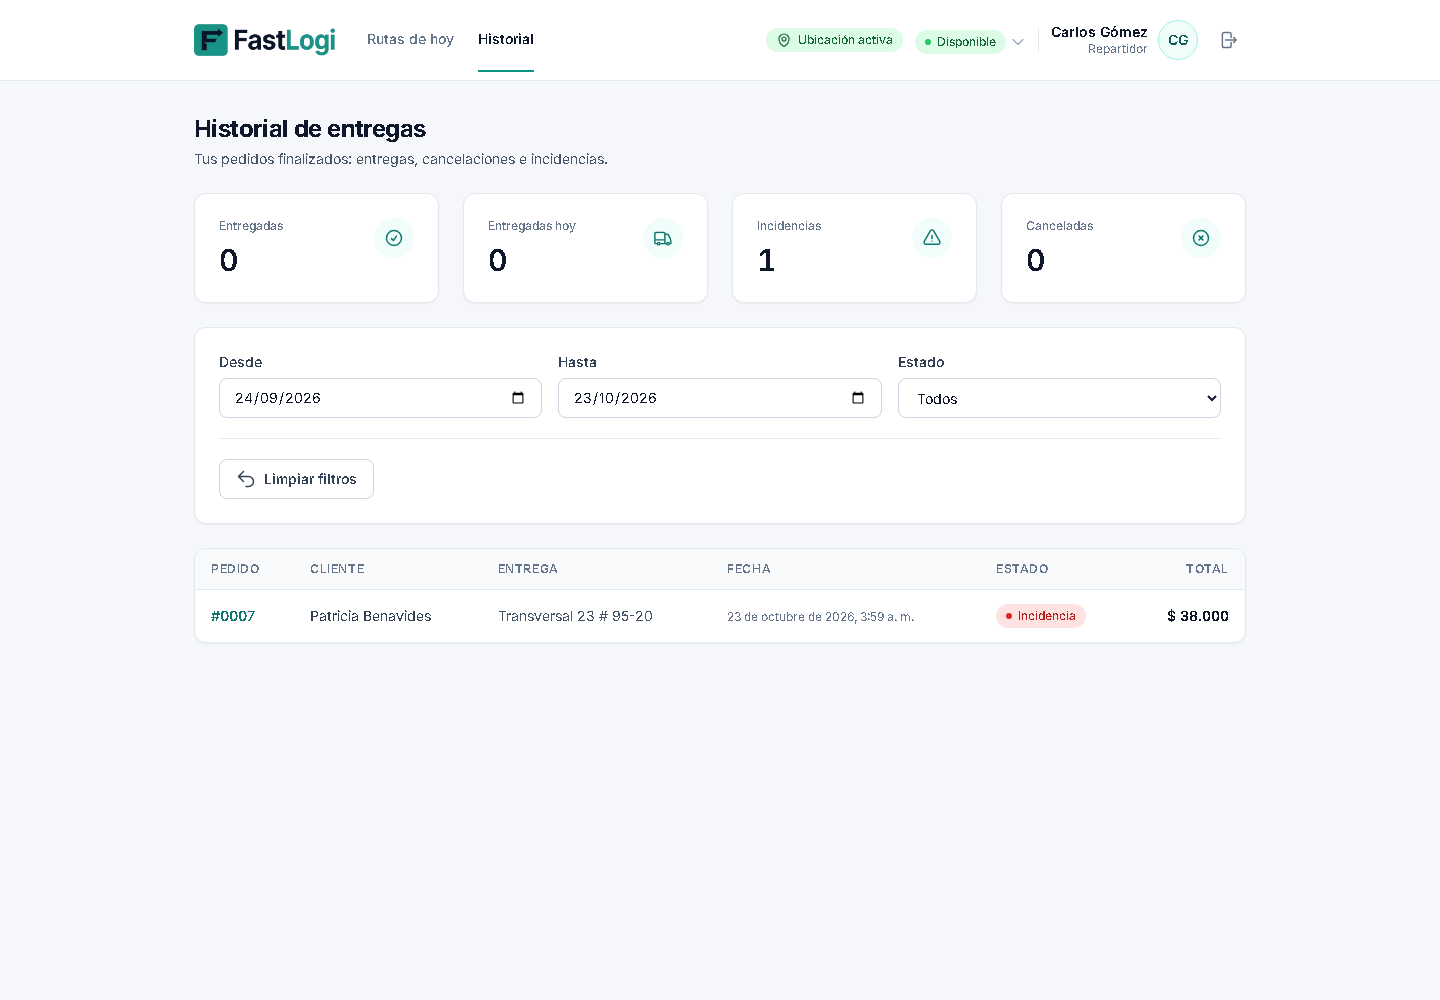 FastLogi
Rutas de hoy
Historial
Ubicación activa
Disponible
Carlos Gómez
Repartidor
CG
Historial de entregas
Tus pedidos finalizados: entregas, cancelaciones e incidencias.
Entregadas
0
Entregadas hoy
0
Incidencias
1
Canceladas
0
Desde
24/09/2026
Hasta
23/10/2026
Estado
Todos
Limpiar filtros
PEDIDO CLIENTE ENTREGA FECHA ESTADO TOTAL
#0007 Patricia Benavides Transversal 23 # 95-20 23 de octubre de 2026, 3:59 a. m. Incidencia $ 38.000